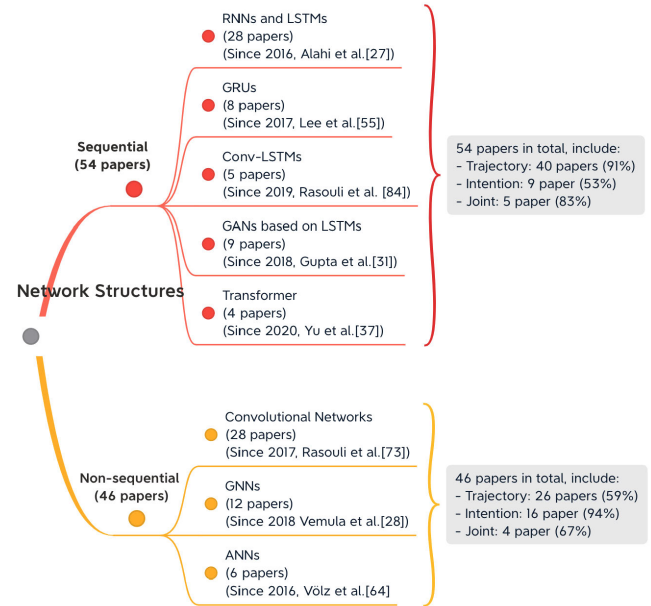 Network Structures
Sequential
(54 papers)
RNNs and LSTMs
(28 papers)
(Since 2016, Alahi et al.[27])
GRUs
(8 papers)
(Since 2017, Lee et al.[55])
Conv-LSTMs
(5 papers)
(Since 2019, Rasouli et al. [84])
GANs based on LSTMs
(9 papers)
(Since 2018, Gupta et al.[31])
Transformer
(4 papers)
(Since 2020, Yu et al.[37])
54 papers in total, include:
- Trajectory: 40 papers (91%)
- Intention: 9 paper (53%)
- Joint: 5 paper (83%)
Non-sequential
(46 papers)
Convolutional Networks
(28 papers)
(Since 2017, Rasouli et al.[73])
GNNs
(12 papers)
(Since 2018 Vemula et al.[28])
ANNs
(6 papers)
(Since 2016, Völz et al.[64]
46 papers in total, include:
- Trajectory: 26 papers (59%)
- Intention: 16 paper (94%)
- Joint: 4 paper (67%)